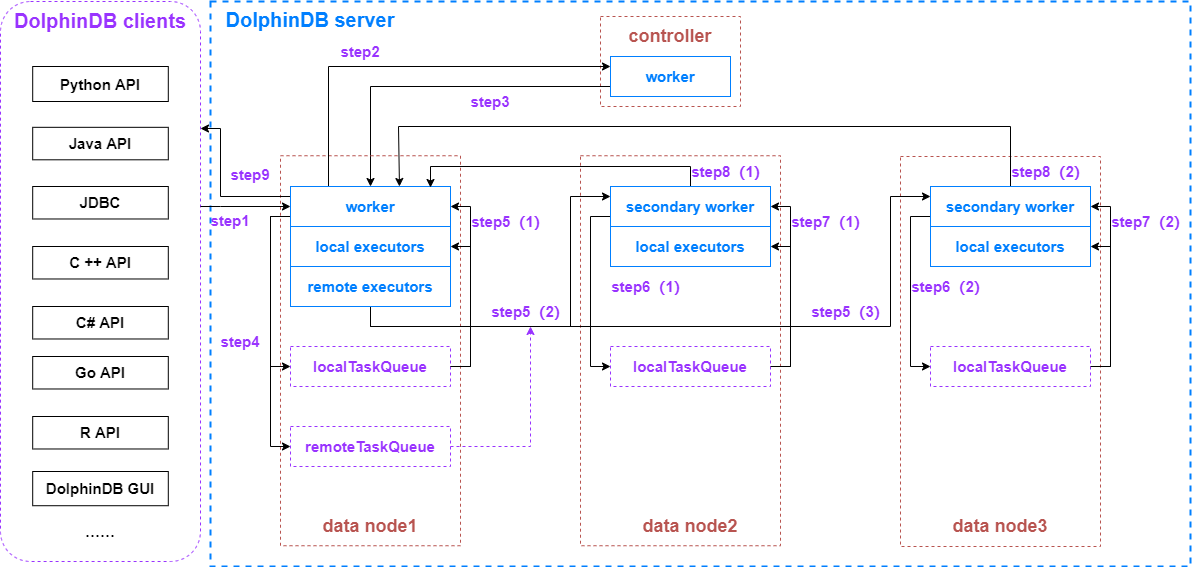 DolphinDB clients
Python API
Java API
JDBC
C ++ API
C# API
Go API
R API
DolphinDB GUI
......
DolphinDB server
controller
worker
step2
step3
step9
step1
step4
worker
local executors
remote executors
localTaskQueue
remoteTaskQueue
data node1
step5（1）
step5（2）
step8（1）
secondary worker
local executors
step6（1）
step7（1）
localTaskQueue
data node2
step5（3）
step8（2）
secondary worker
local executors
step6（2）
step7（2）
localTaskQueue
data node3